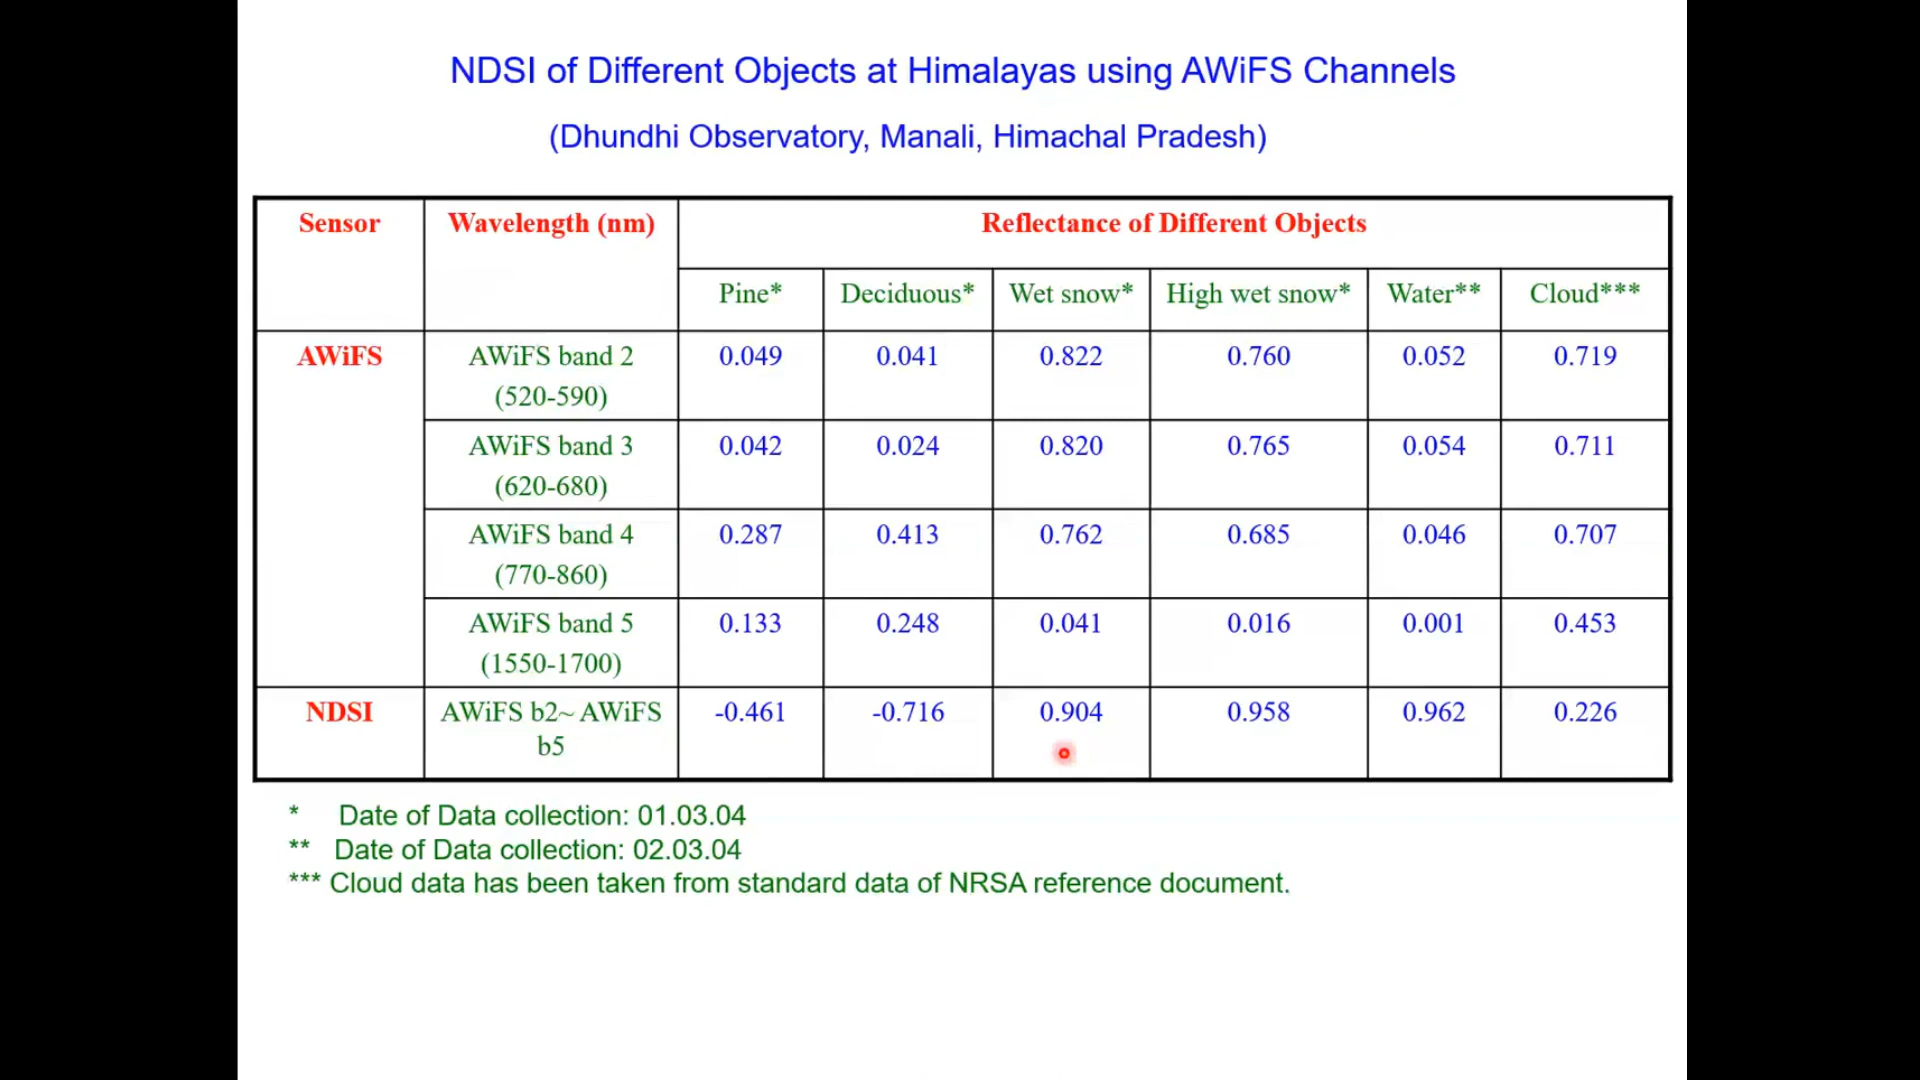 NDSI of Different Objects at Himalayas using AWiFS Channels
(Dhundhi Observatory, Manali, Himachal Pradesh)
Sensor Wavelength (nm) Reflectance of Different Objects
Pine* Deciduous* Wet snow* High wet snow* Water** Cloud***
AWiFS AWiFS band 2 0.049 0.041 0.822 0.760 0.052 0.719
(520-590)
AWiFS band 3 0.042 0.024 0.820 0.765 0.054 0.711
(620-680)
AWiFS band 4 0.287 0.413 0.762 0.685 0.046 0.707
(770-860)
AWiFS band 5 0.133 0.248 0.041 0.016 0.001 0.453
(1550-1700)
NDSI AWiFS b2~ AWiFS -0.461 -0.716 0.904 0.958 0.962 0.226
b5
* Date of Data collection: 01.03.04
** Date of Data collection: 02.03.04
*** Cloud data has been taken from standard data of NRSA reference document.